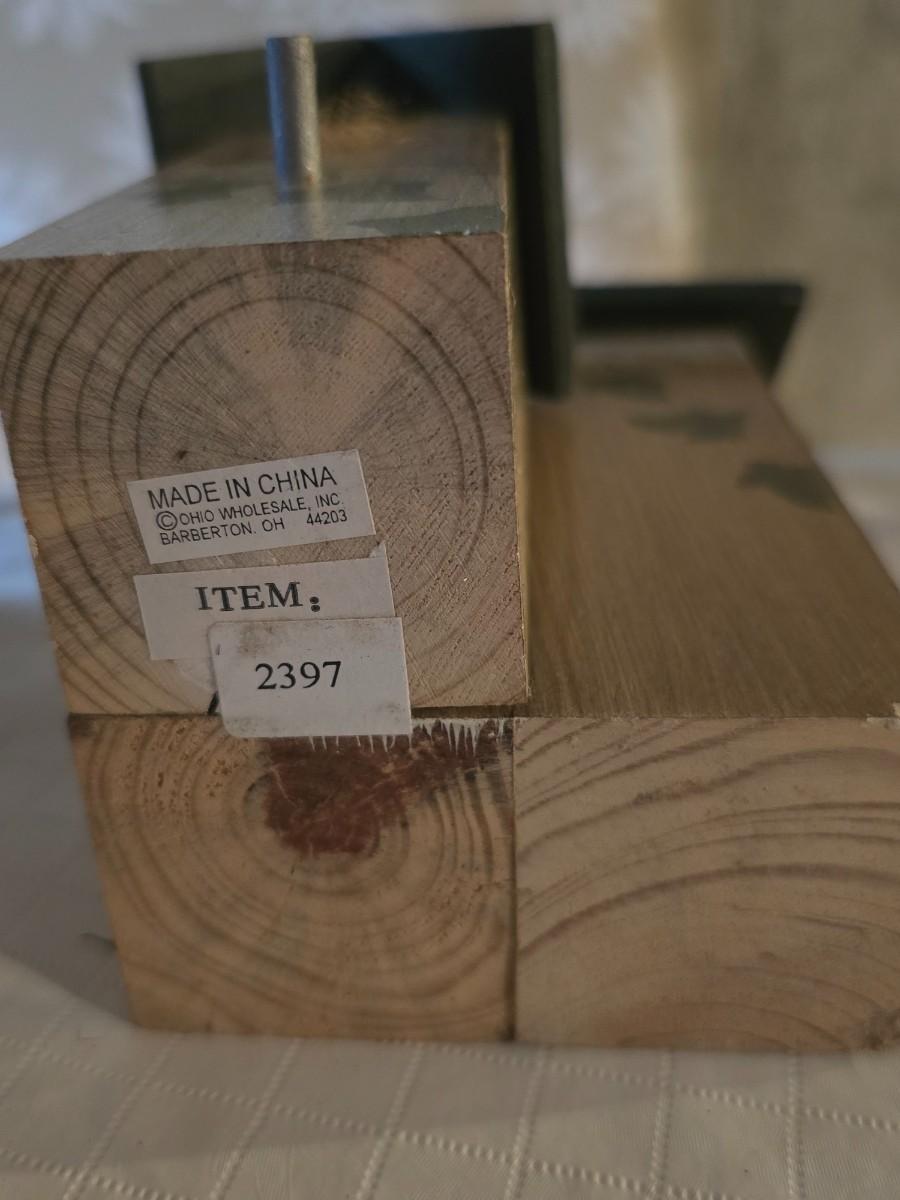 MADE IN CHINA
©OHIO WHOLESALE, INC.
BARBERTON. OH 44203
ITEM:
2397